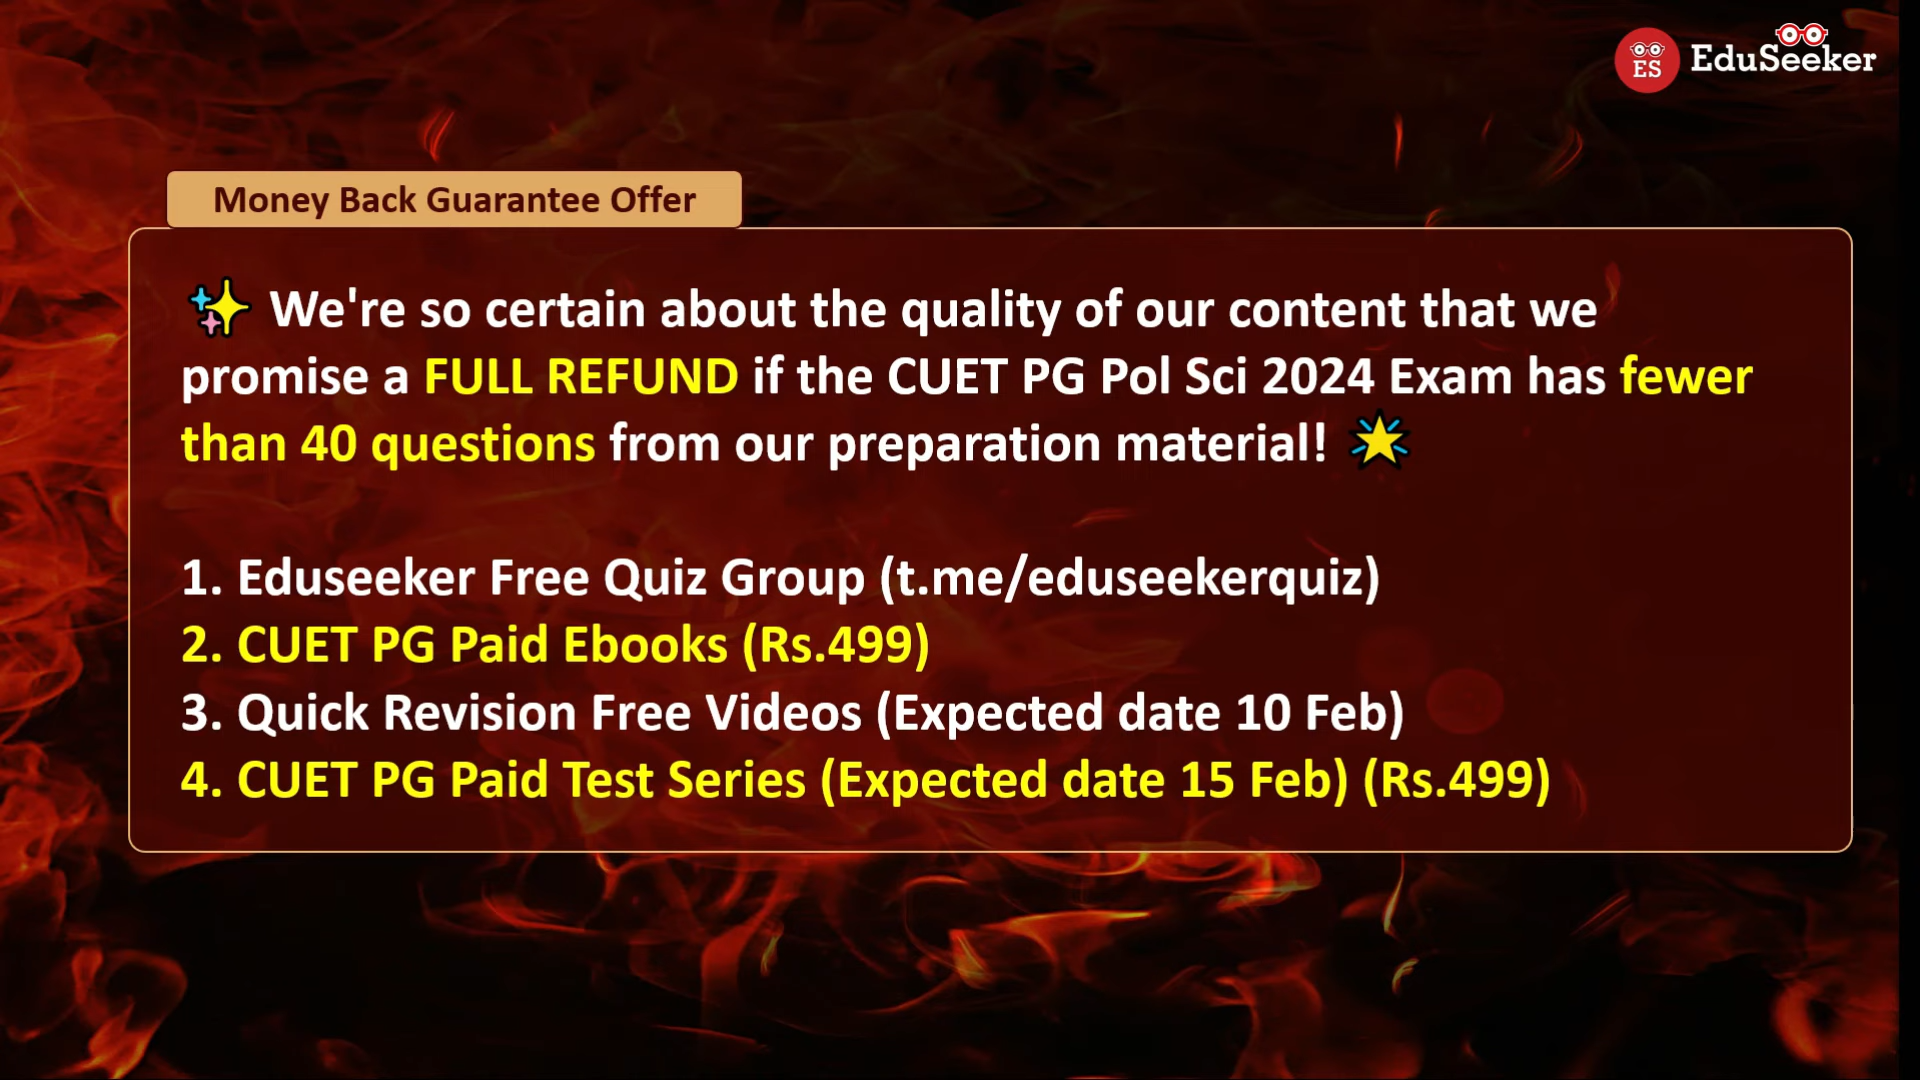 ES EduSeeker
Money Back Guarantee Offer
✨ We're so certain about the quality of our content that we
promise a FULL REFUND if the CUET PG Pol Sci 2024 Exam has fewer
than 40 questions from our preparation material! 🌟
1. Eduseeker Free Quiz Group (t.me/eduseekerquiz)
2. CUET PG Paid Ebooks (Rs.499)
3. Quick Revision Free Videos (Expected date 10 Feb)
4. CUET PG Paid Test Series (Expected date 15 Feb) (Rs.499)